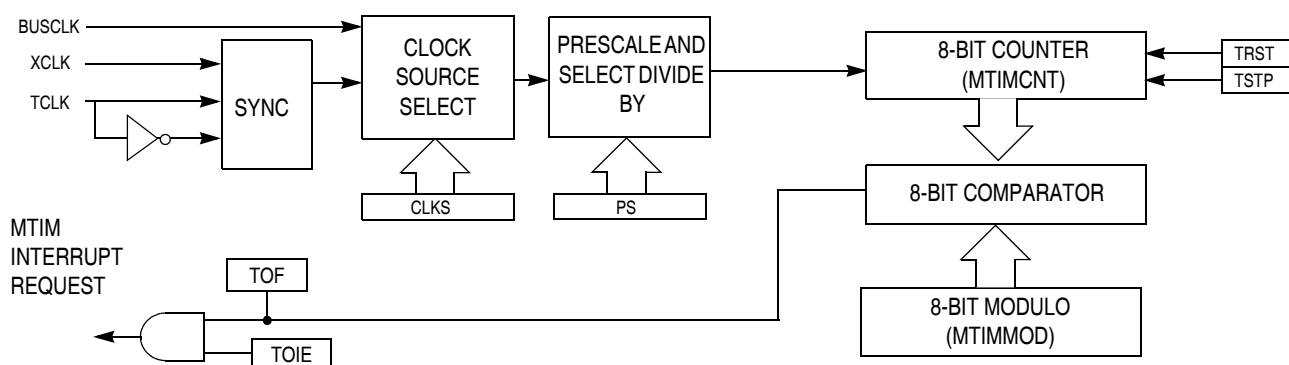 BUSCLK
XCLK
TCLK
SYNC
CLOCK
SOURCE
SELECT
PRESCALE AND
SELECT DIVIDE
BY
8-BIT COUNTER
(MTIMCNT)
TRST
TSTP
CLKS
PS
8-BIT COMPARATOR
MTIM
INTERRUPT
REQUEST
TOF
TOIE
8-BIT MODULO
(MTIMMOD)